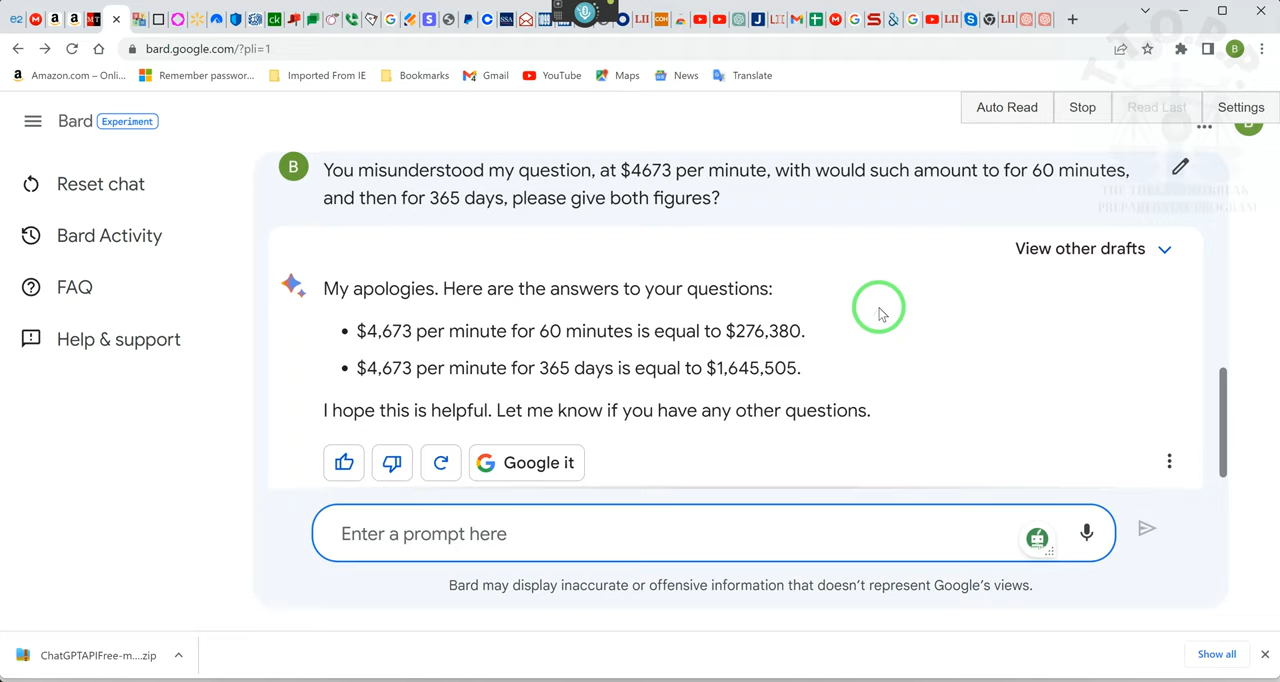 bard.google.com/?pli=1
B
Amazon.com – Onli...
Remember passwor...
Imported From IE
Bookmarks
Gmail
YouTube
Maps
News
Translate
Bard Experiment
Auto Read
Stop
Read Last
Settings
Reset chat
Bard Activity
FAQ
Help & support
B
You misunderstood my question, at $4673 per minute, with would such amount to for 60 minutes,
and then for 365 days, please give both figures?
THE THREE OUTBREAK
PREPAREDNESS PROGRAM
View other drafts
My apologies. Here are the answers to your questions:
• $4,673 per minute for 60 minutes is equal to $276,380.
• $4,673 per minute for 365 days is equal to $1,645,505.
I hope this is helpful. Let me know if you have any other questions.
Google it
Enter a prompt here
Bard may display inaccurate or offensive information that doesn't represent Google's views.
ChatGPTAPIFree-m....zip
Show all